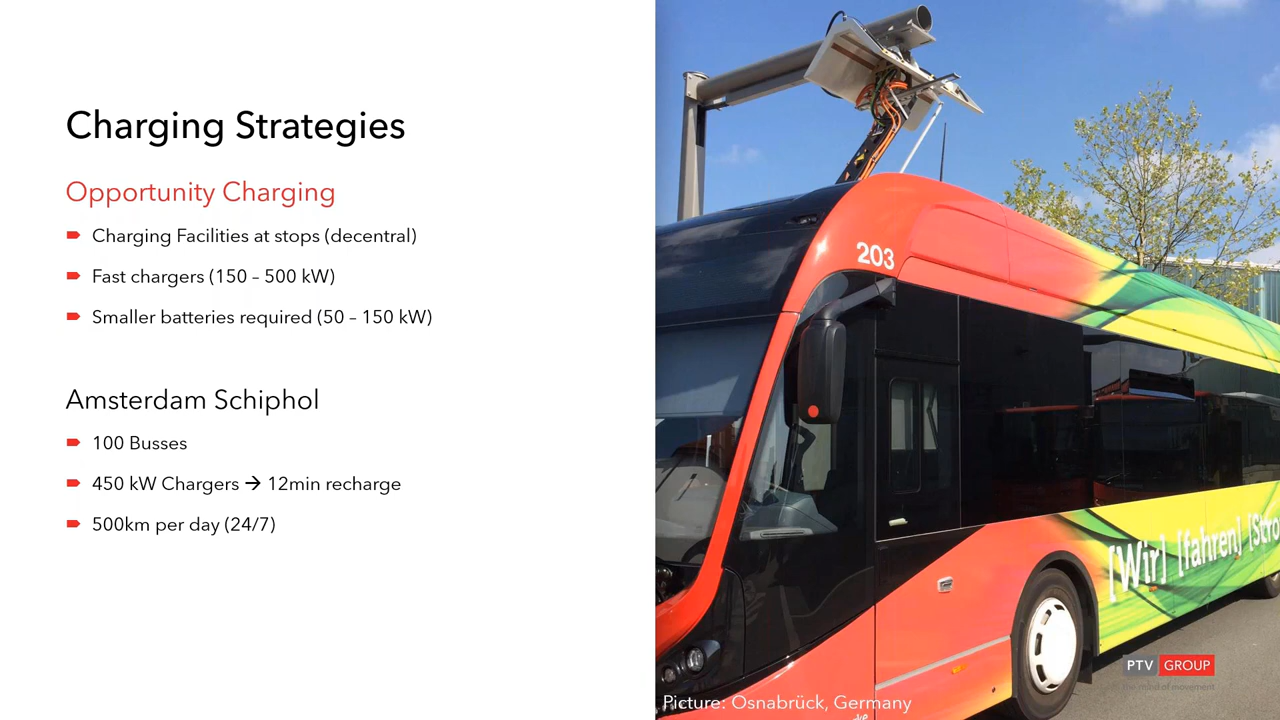 Charging Strategies
Opportunity Charging
Charging Facilities at stops (decentral)
Fast chargers (150 – 500 kW)
Smaller batteries required (50 – 150 kW)
Amsterdam Schiphol
100 Busses
450 kW Chargers → 12min recharge
500km per day (24/7)
203
[Wir] [fahren] [Stro
PTV GROUP
the mind of movement
Picture: Osnabrück, Germany